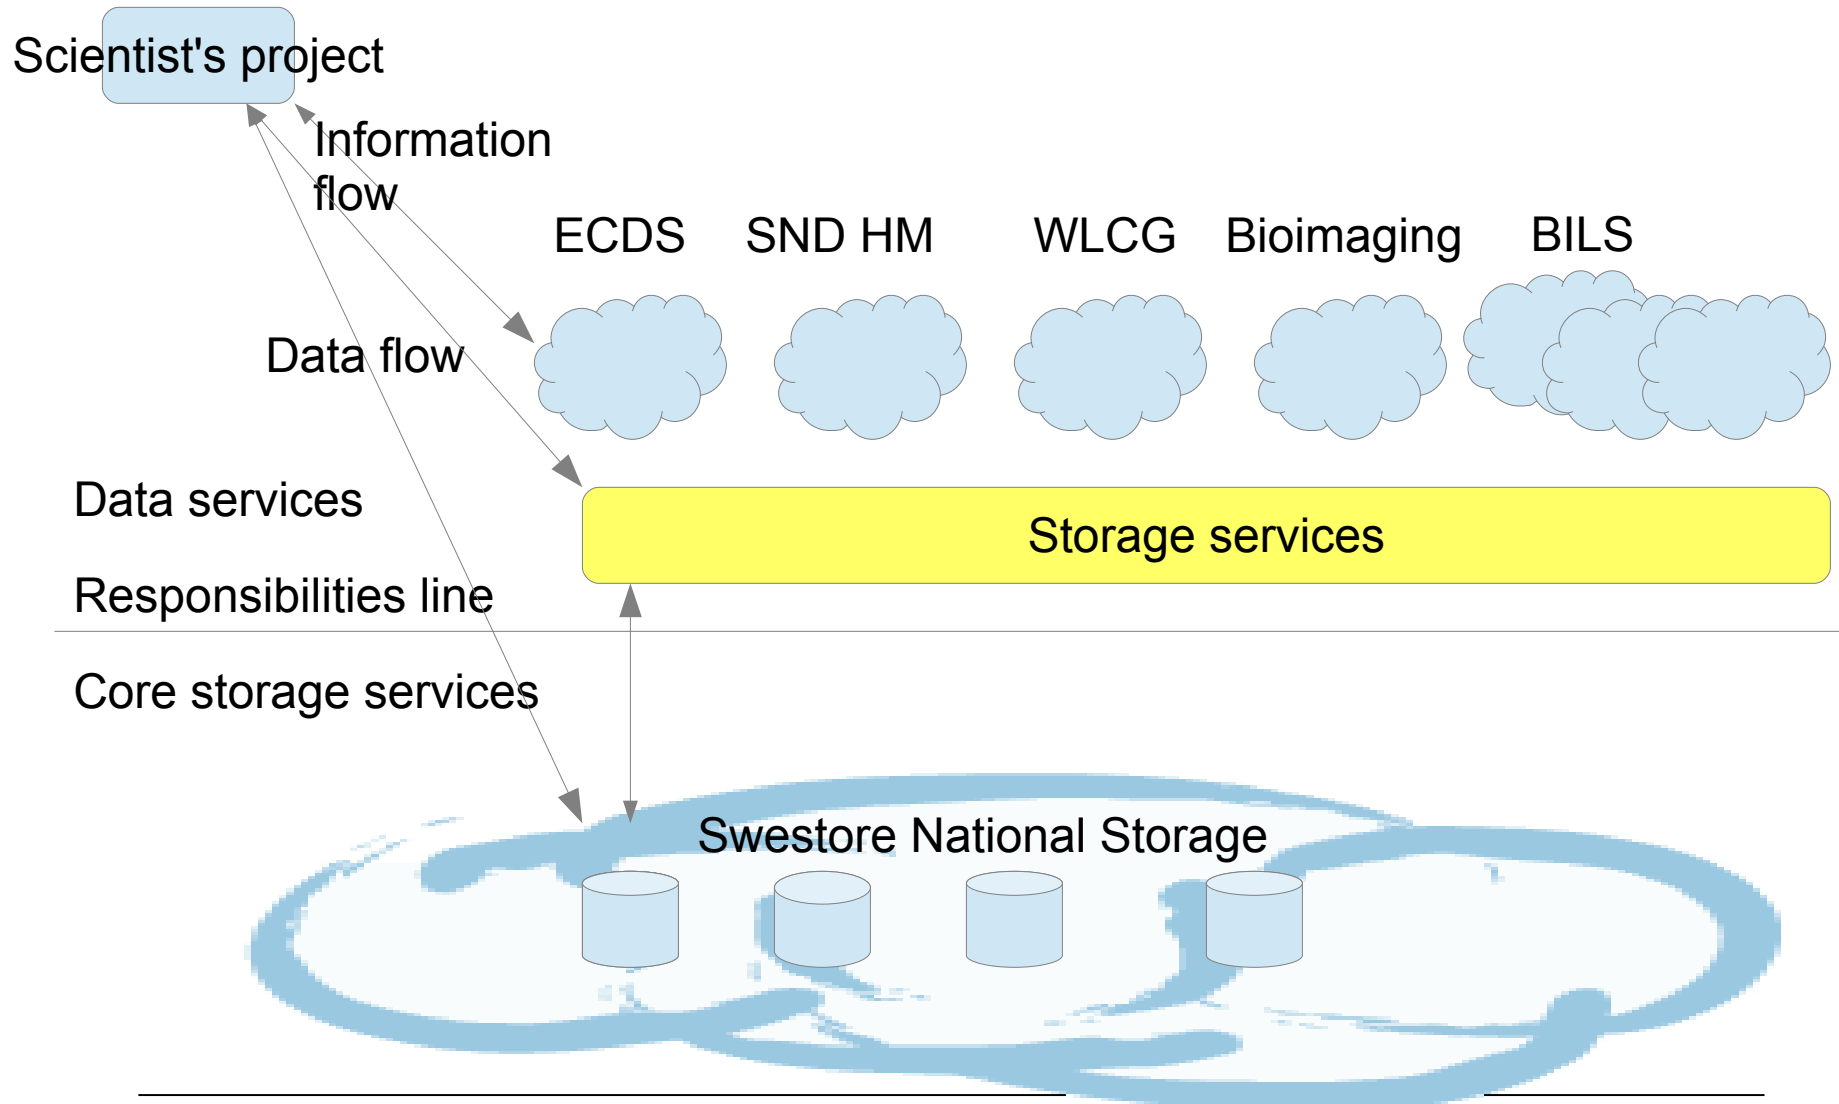 Scientist's project
Information
flow
ECDS
SND HM
WLCG
Bioimaging
BILS
Data flow
Data services
Storage services
Responsibilities line
Core storage services
Swestore National Storage